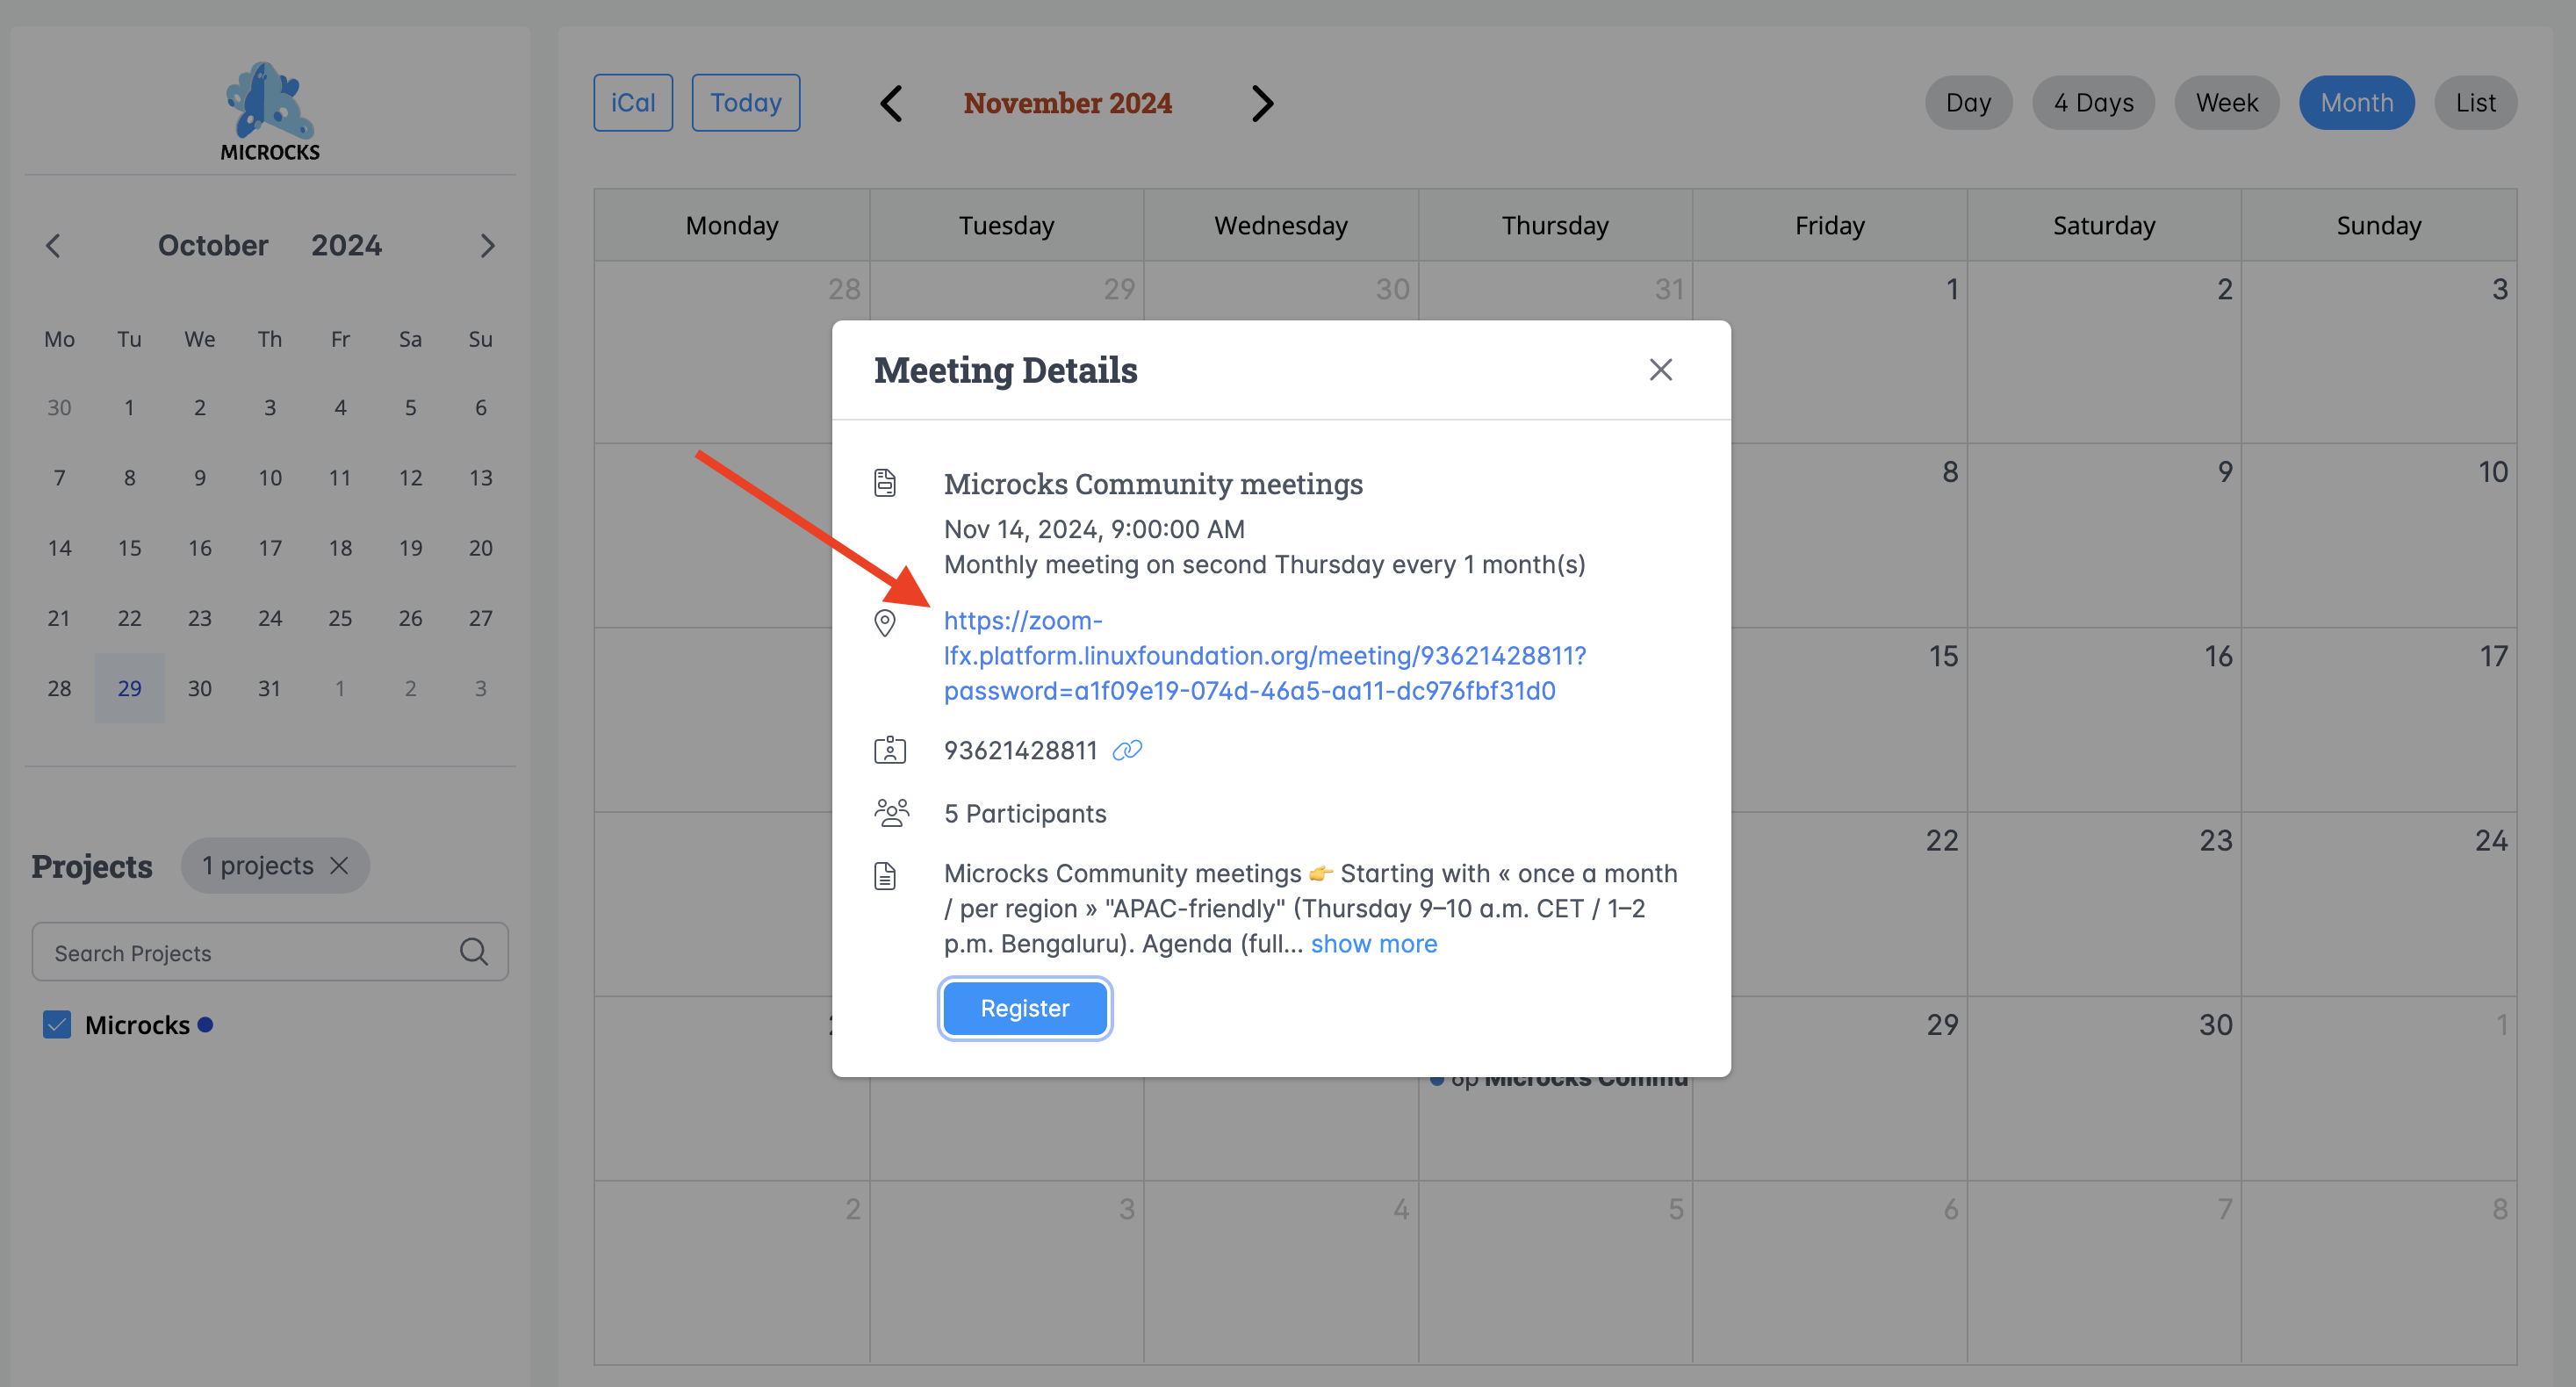 MICROCKS
October 2024
Mo Tu We Th Fr Sa Su
30 1 2 3 4 5 6
7 8 9 10 11 12 13
14 15 16 17 18 19 20
21 22 23 24 25 26 27
28 29 30 31 1 2 3
Projects 1 projects
Search Projects
Microcks
iCal Today November 2024 Day 4 Days Week Month List
Monday Tuesday Wednesday Thursday Friday Saturday Sunday
28 29 30 31 1 2 3
8 9 10
15 16 17
22 23 24
29 30 1
Microcks Commu
2 3 4 5 6 7 8
Meeting Details
Microcks Community meetings
Nov 14, 2024, 9:00:00 AM
Monthly meeting on second Thursday every 1 month(s)
https://zoom-
lfx.platform.linuxfoundation.org/meeting/93621428811?
password=a1f09e19-074d-46a5-aa11-dc976fbf31d0
93621428811
5 Participants
Microcks Community meetings 👉 Starting with « once a month
/ per region » "APAC-friendly" (Thursday 9–10 a.m. CET / 1–2
p.m. Bengaluru). Agenda (full... show more
Register